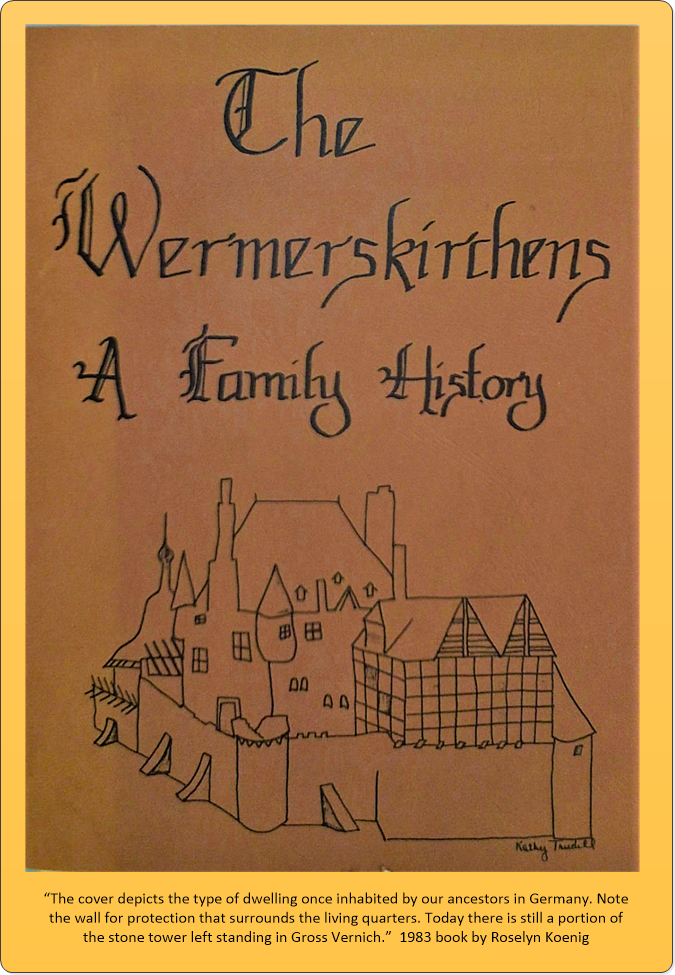 The
Wermerskirchens
A Family History
Kathy Trudell
“The cover depicts the type of dwelling once inhabited by our ancestors in Germany. Note
the wall for protection that surrounds the living quarters. Today there is still a portion of
the stone tower left standing in Gross Vernich.”  1983 book by Roselyn Koenig